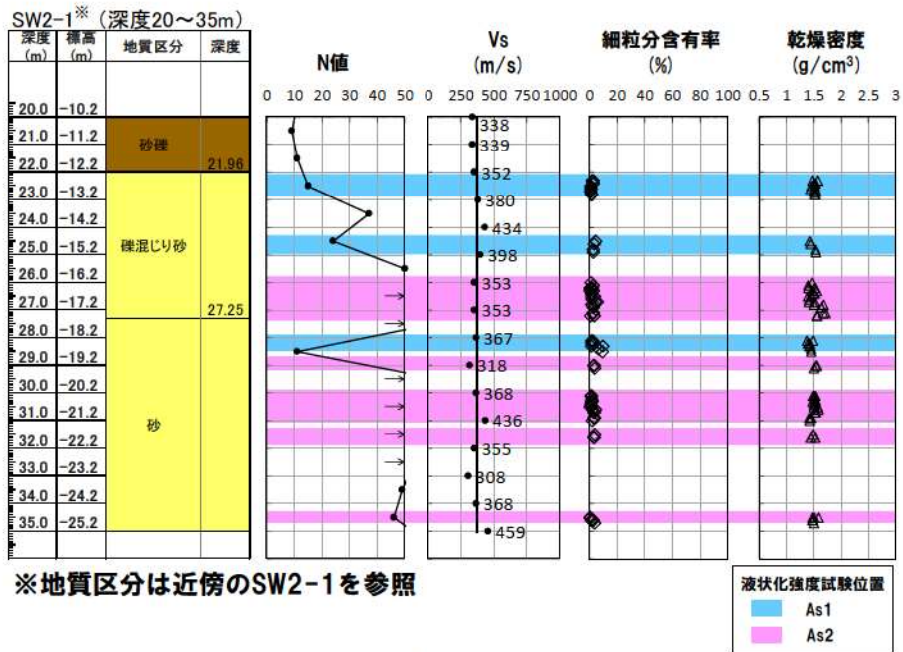 SW2-1※(深度20～35m)
深度(m) 標高(m) 地質区分 深度
N値
Vs (m/s)
細粒分含有率 (%)
乾燥密度 (g/cm³)
0 10 20 30 40 50
0 500 1000
0 20 40 60 80 100
0.5 1 1.5 2 2.5 3
20.0 -10.2
338
21.0 -11.2 砂礫
339
22.0 -12.2 21.96
352
23.0 -13.2
380
24.0 -14.2
434
25.0 -15.2 礫混じり砂
398
26.0 -16.2
353
27.0 -17.2 27.25
353
28.0 -18.2
367
29.0 -19.2
318
30.0 -20.2
368
31.0 -21.2 砂
436
32.0 -22.2
355
33.0 -23.2
308
34.0 -24.2
368
35.0 -25.2
459
※地質区分は近傍のSW2-1を参照
液状化強度試験位置
As1
As2